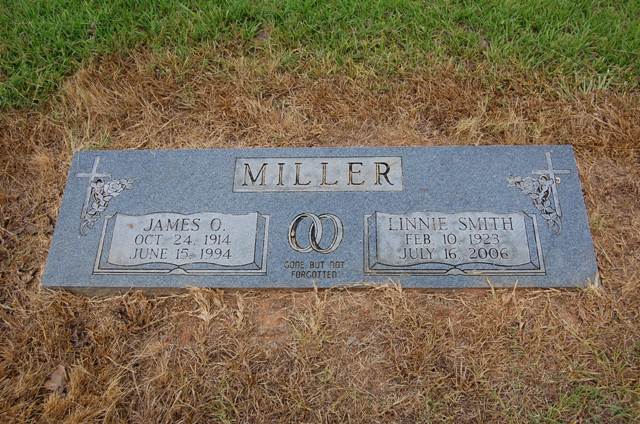 MILLER
JAMES O.
OCT 24, 1914
JUNE 15, 1994
GONE BUT NOT
FORGOTTEN
LINNIE SMITH
FEB 10, 1923
JULY 16, 2006